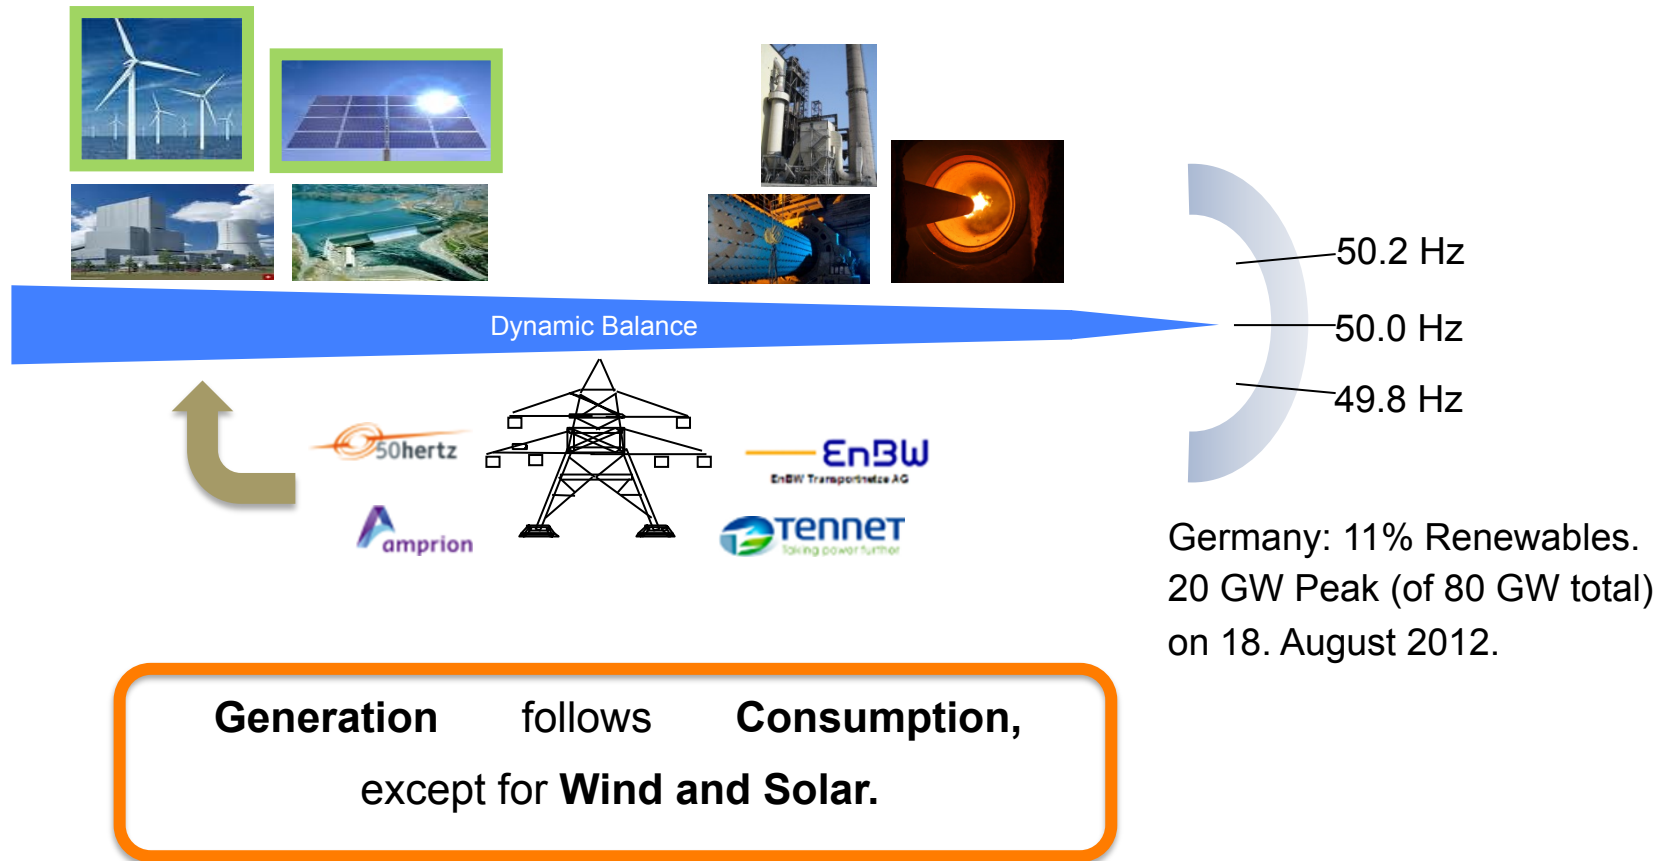 50.2 Hz
Dynamic Balance
50.0 Hz
49.8 Hz
50hertz
EnBW
EnBW Transportnetze AG
amprion
TenneT
Taking power further
Germany: 11% Renewables.
20 GW Peak (of 80 GW total)
on 18. August 2012.
Generation follows Consumption,
except for Wind and Solar.